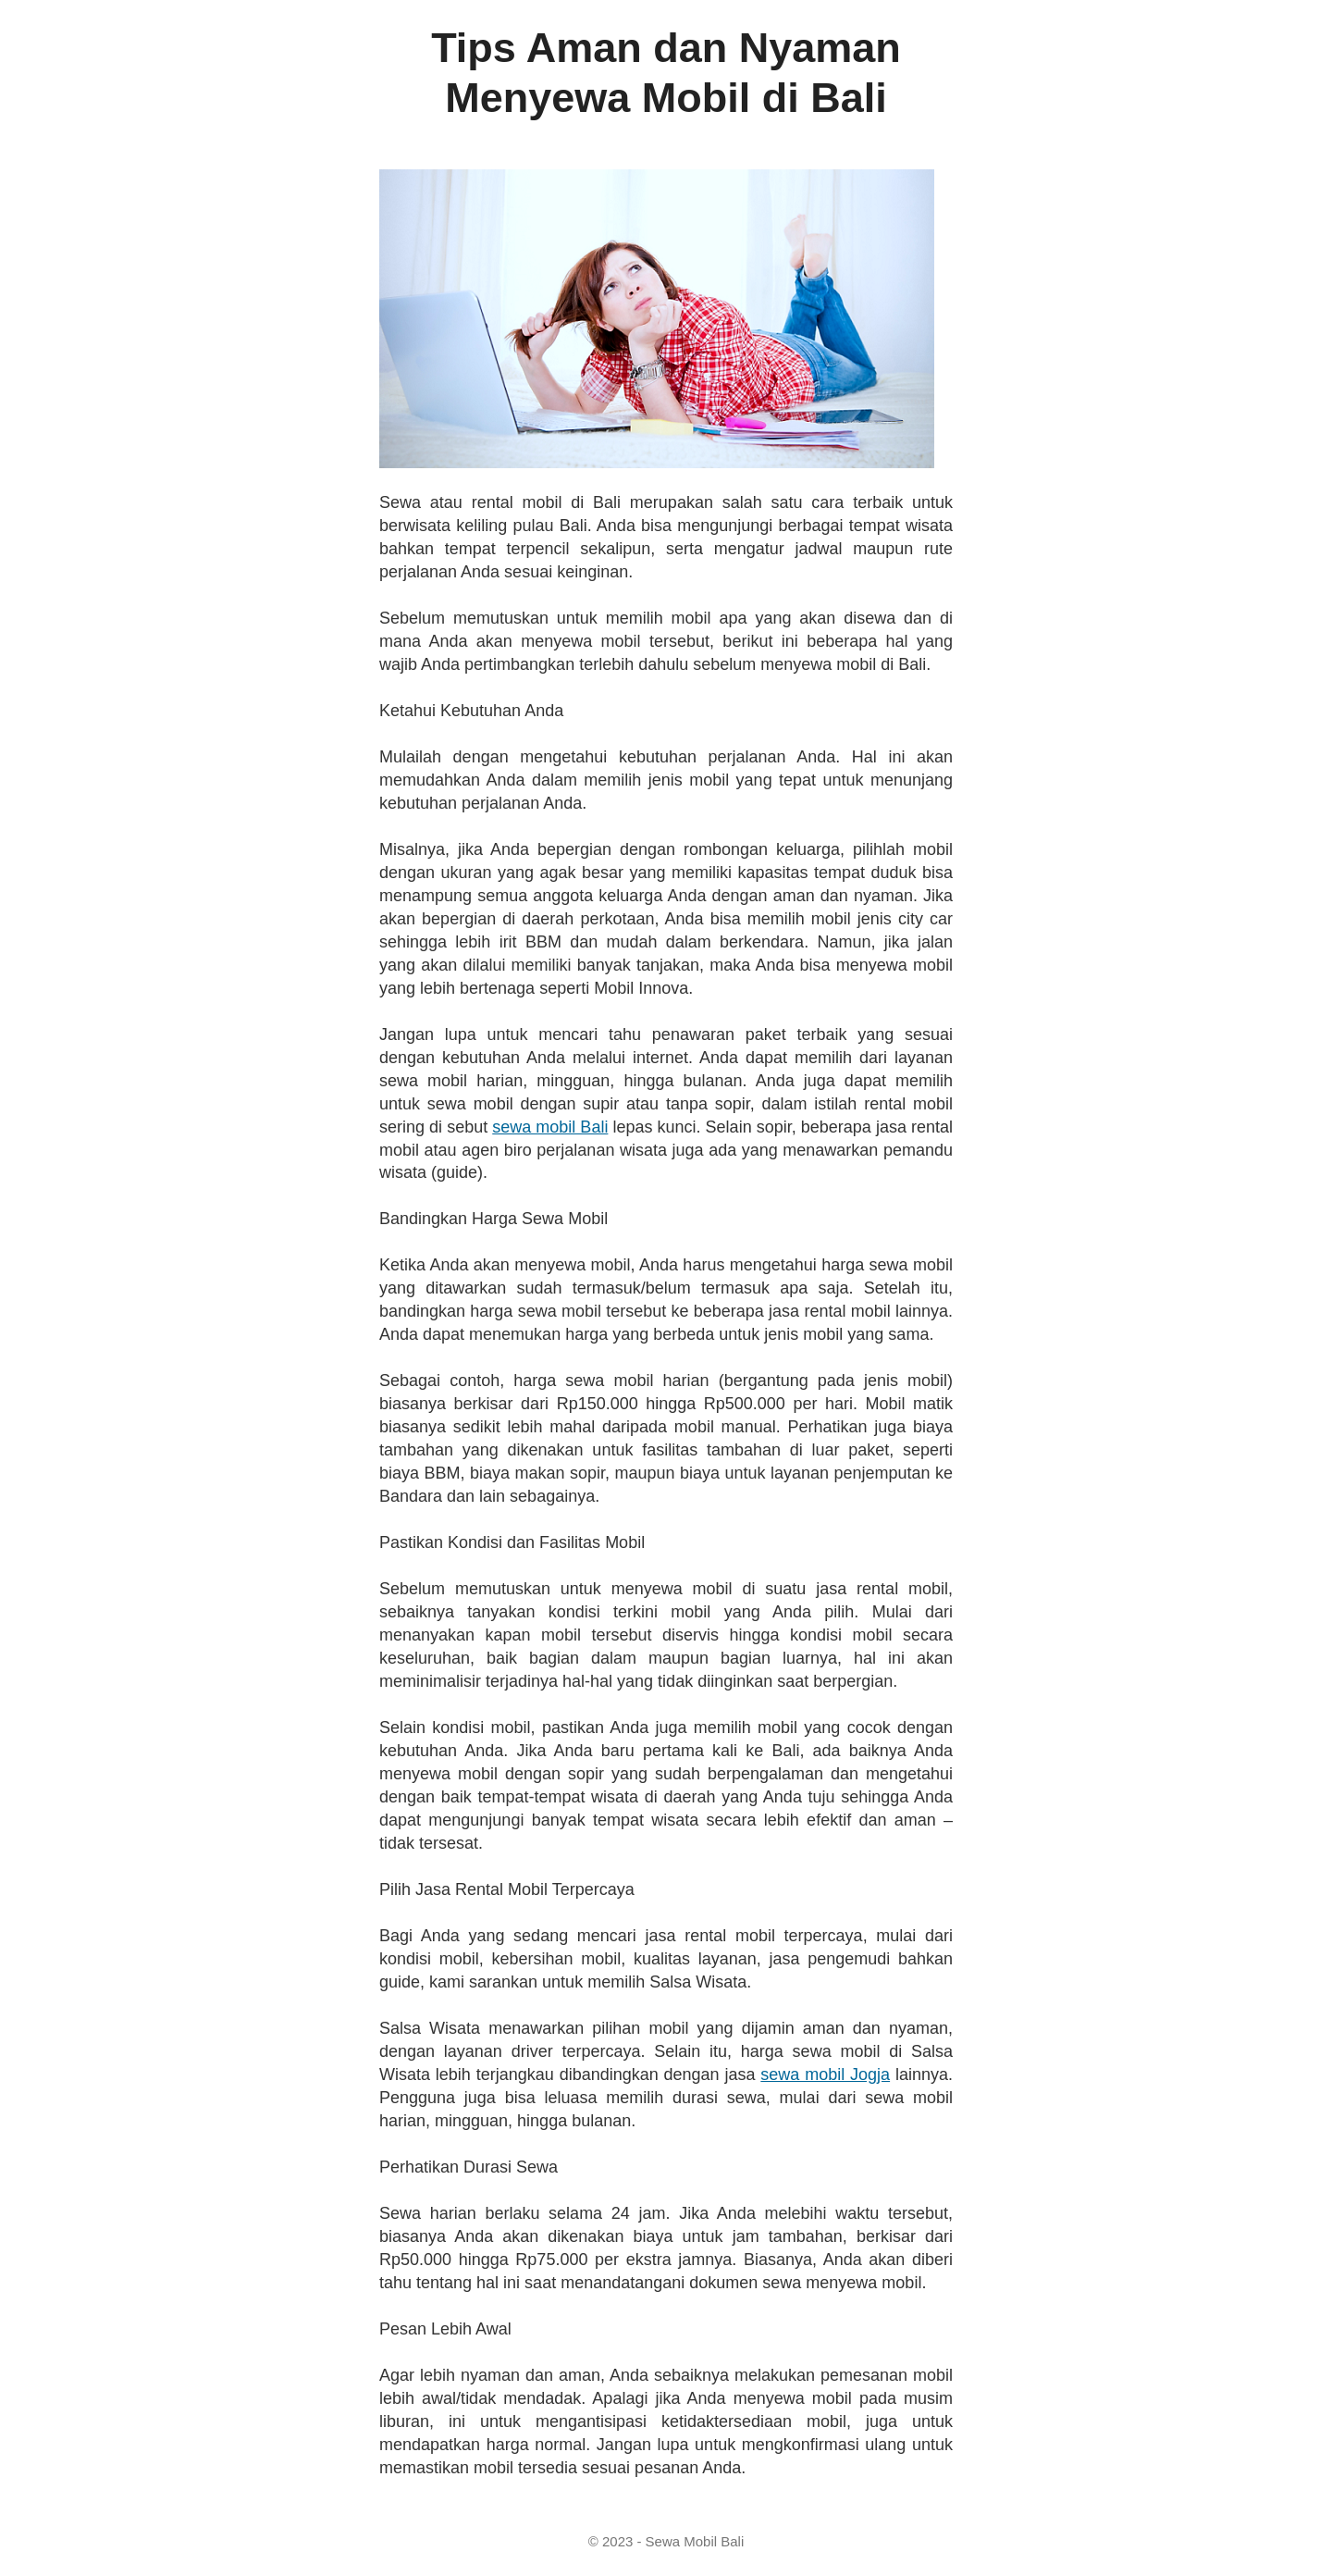 Tips Aman dan Nyaman
Menyewa Mobil di Bali
Sewa atau rental mobil di Bali merupakan salah satu cara terbaik untuk
berwisata keliling pulau Bali. Anda bisa mengunjungi berbagai tempat wisata
bahkan tempat terpencil sekalipun, serta mengatur jadwal maupun rute
perjalanan Anda sesuai keinginan.
Sebelum memutuskan untuk memilih mobil apa yang akan disewa dan di
mana Anda akan menyewa mobil tersebut, berikut ini beberapa hal yang
wajib Anda pertimbangkan terlebih dahulu sebelum menyewa mobil di Bali.
Ketahui Kebutuhan Anda
Mulailah dengan mengetahui kebutuhan perjalanan Anda. Hal ini akan
memudahkan Anda dalam memilih jenis mobil yang tepat untuk menunjang
kebutuhan perjalanan Anda.
Misalnya, jika Anda bepergian dengan rombongan keluarga, pilihlah mobil
dengan ukuran yang agak besar yang memiliki kapasitas tempat duduk bisa
menampung semua anggota keluarga Anda dengan aman dan nyaman. Jika
akan bepergian di daerah perkotaan, Anda bisa memilih mobil jenis city car
sehingga lebih irit BBM dan mudah dalam berkendara. Namun, jika jalan
yang akan dilalui memiliki banyak tanjakan, maka Anda bisa menyewa mobil
yang lebih bertenaga seperti Mobil Innova.
Jangan lupa untuk mencari tahu penawaran paket terbaik yang sesuai
dengan kebutuhan Anda melalui internet. Anda dapat memilih dari layanan
sewa mobil harian, mingguan, hingga bulanan. Anda juga dapat memilih
untuk sewa mobil dengan supir atau tanpa sopir, dalam istilah rental mobil
sering di sebut sewa mobil Bali lepas kunci. Selain sopir, beberapa jasa rental
mobil atau agen biro perjalanan wisata juga ada yang menawarkan pemandu
wisata (guide).
Bandingkan Harga Sewa Mobil
Ketika Anda akan menyewa mobil, Anda harus mengetahui harga sewa mobil
yang ditawarkan sudah termasuk/belum termasuk apa saja. Setelah itu,
bandingkan harga sewa mobil tersebut ke beberapa jasa rental mobil lainnya.
Anda dapat menemukan harga yang berbeda untuk jenis mobil yang sama.
Sebagai contoh, harga sewa mobil harian (bergantung pada jenis mobil)
biasanya berkisar dari Rp150.000 hingga Rp500.000 per hari. Mobil matik
biasanya sedikit lebih mahal daripada mobil manual. Perhatikan juga biaya
tambahan yang dikenakan untuk fasilitas tambahan di luar paket, seperti
biaya BBM, biaya makan sopir, maupun biaya untuk layanan penjemputan ke
Bandara dan lain sebagainya.
Pastikan Kondisi dan Fasilitas Mobil
Sebelum memutuskan untuk menyewa mobil di suatu jasa rental mobil,
sebaiknya tanyakan kondisi terkini mobil yang Anda pilih. Mulai dari
menanyakan kapan mobil tersebut diservis hingga kondisi mobil secara
keseluruhan, baik bagian dalam maupun bagian luarnya, hal ini akan
meminimalisir terjadinya hal-hal yang tidak diinginkan saat berpergian.
Selain kondisi mobil, pastikan Anda juga memilih mobil yang cocok dengan
kebutuhan Anda. Jika Anda baru pertama kali ke Bali, ada baiknya Anda
menyewa mobil dengan sopir yang sudah berpengalaman dan mengetahui
dengan baik tempat-tempat wisata di daerah yang Anda tuju sehingga Anda
dapat mengunjungi banyak tempat wisata secara lebih efektif dan aman –
tidak tersesat.
Pilih Jasa Rental Mobil Terpercaya
Bagi Anda yang sedang mencari jasa rental mobil terpercaya, mulai dari
kondisi mobil, kebersihan mobil, kualitas layanan, jasa pengemudi bahkan
guide, kami sarankan untuk memilih Salsa Wisata.
Salsa Wisata menawarkan pilihan mobil yang dijamin aman dan nyaman,
dengan layanan driver terpercaya. Selain itu, harga sewa mobil di Salsa
Wisata lebih terjangkau dibandingkan dengan jasa sewa mobil Jogja lainnya.
Pengguna juga bisa leluasa memilih durasi sewa, mulai dari sewa mobil
harian, mingguan, hingga bulanan.
Perhatikan Durasi Sewa
Sewa harian berlaku selama 24 jam. Jika Anda melebihi waktu tersebut,
biasanya Anda akan dikenakan biaya untuk jam tambahan, berkisar dari
Rp50.000 hingga Rp75.000 per ekstra jamnya. Biasanya, Anda akan diberi
tahu tentang hal ini saat menandatangani dokumen sewa menyewa mobil.
Pesan Lebih Awal
Agar lebih nyaman dan aman, Anda sebaiknya melakukan pemesanan mobil
lebih awal/tidak mendadak. Apalagi jika Anda menyewa mobil pada musim
liburan, ini untuk mengantisipasi ketidaktersediaan mobil, juga untuk
mendapatkan harga normal. Jangan lupa untuk mengkonfirmasi ulang untuk
memastikan mobil tersedia sesuai pesanan Anda.
© 2023 - Sewa Mobil Bali